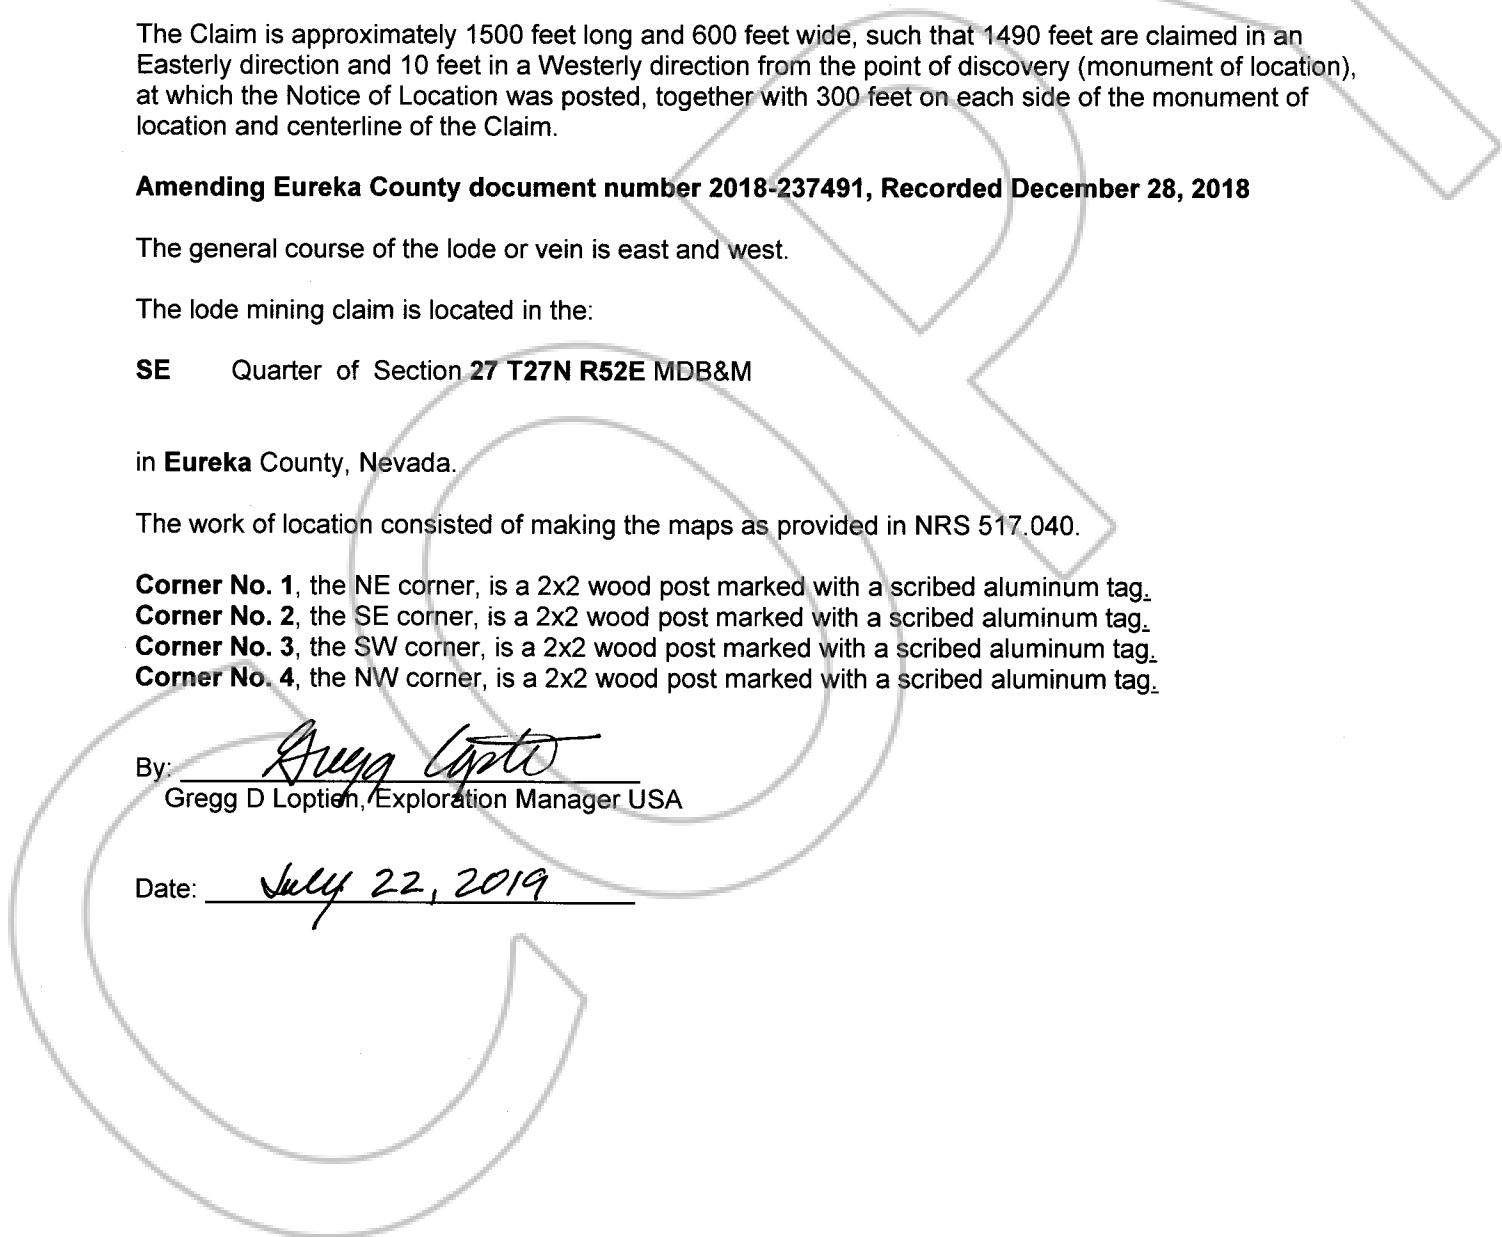 The Claim is approximately 1500 feet long and 600 feet wide, such that 1490 feet are claimed in an
Easterly direction and 10 feet in a Westerly direction from the point of discovery (monument of location),
at which the Notice of Location was posted, together with 300 feet on each side of the monument of
location and centerline of the Claim.
Amending Eureka County document number 2018-237491, Recorded December 28, 2018
The general course of the lode or vein is east and west.
The lode mining claim is located in the:
SE Quarter of Section 27 T27N R52E MDB&M
in Eureka County, Nevada.
The work of location consisted of making the maps as provided in NRS 517.040.
Corner No. 1, the NE corner, is a 2x2 wood post marked with a scribed aluminum tag.
Corner No. 2, the SE corner, is a 2x2 wood post marked with a scribed aluminum tag.
Corner No. 3, the SW corner, is a 2x2 wood post marked with a scribed aluminum tag.
Corner No. 4, the NW corner, is a 2x2 wood post marked with a scribed aluminum tag.
By: Gregg Loptien
Gregg D Loptien, Exploration Manager USA
Date: July 22, 2019
COPY